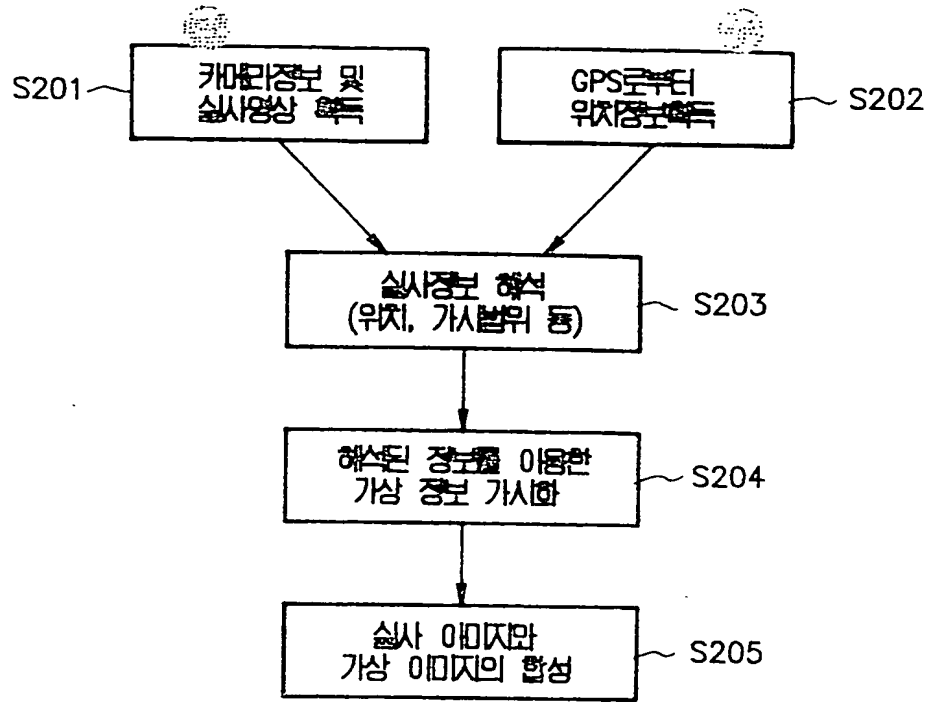 S201
카메라정보 및
실사영상 획득
GPS로부터
위치정보획득
S202
실사정보 해석
(위치, 가시범위 등)
S203
해석된 정보를 이용한
가상 정보 가시화
S204
실사 이미지와
가상 이미지의 합성
S205